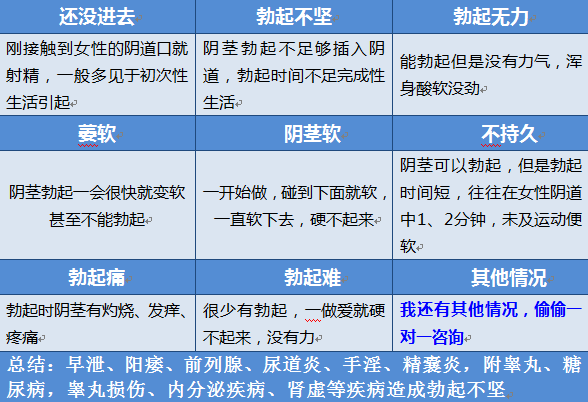 还没进去
勃起不坚
勃起无力
刚接触到女性的阴道口就
射精，一般多见于初次性
生活引起
阴茎勃起不足够插入阴
道，勃起时间不足完成性
生活
能勃起但是没有力气，浑
身酸软没劲
萎软
阴茎软
不持久
阴茎勃起一会很快就变软
甚至不能勃起
一开始做，碰到下面就软，
一直软下去，硬不起来
阴茎可以勃起，但是勃起
时间短，往往在女性阴道
中1、2分钟，未及运动便
软
勃起痛
勃起难
其他情况
勃起时阴茎有灼烧、发痒、
疼痛
很少有勃起，一做爱就硬
不起来，没有力
我还有其他情况，偷偷一
对一咨询
总结：早泄、阳痿、前列腺、尿道炎、手淫、精囊炎，附睾丸、糖
尿病，睾丸损伤、内分泌疾病、肾虚等疾病造成勃起不坚